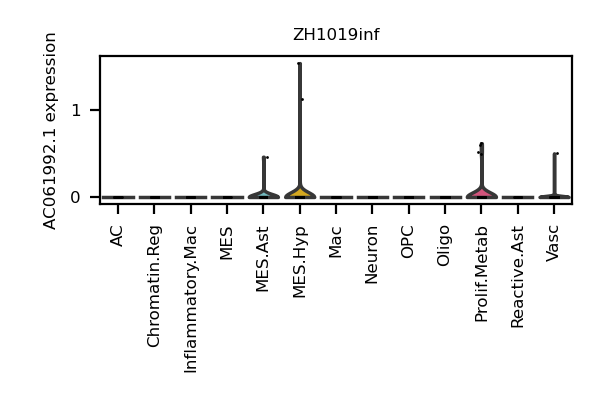 ZH1019inf
AC061992.1 expression
1
0
AC
Chromatin.Reg
Inflammatory.Mac
MES
MES.Ast
MES.Hyp
Mac
Neuron
OPC
Oligo
Prolif.Metab
Reactive.Ast
Vasc